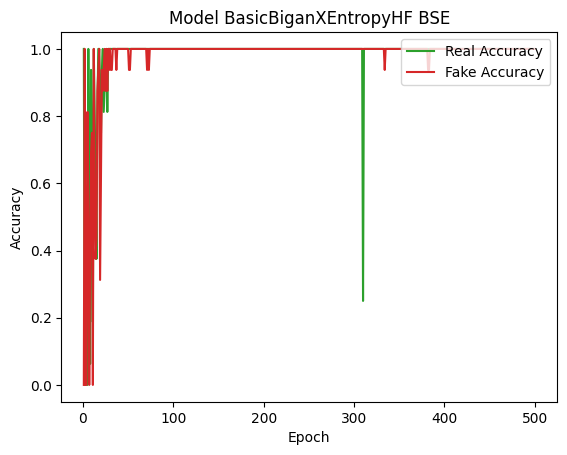 Model BasicBiganXEntropyHF BSE
1.0
0.8
0.6
0.4
0.2
0.0
Accuracy
Real Accuracy
Fake Accuracy
0
100
200
300
400
500
Epoch